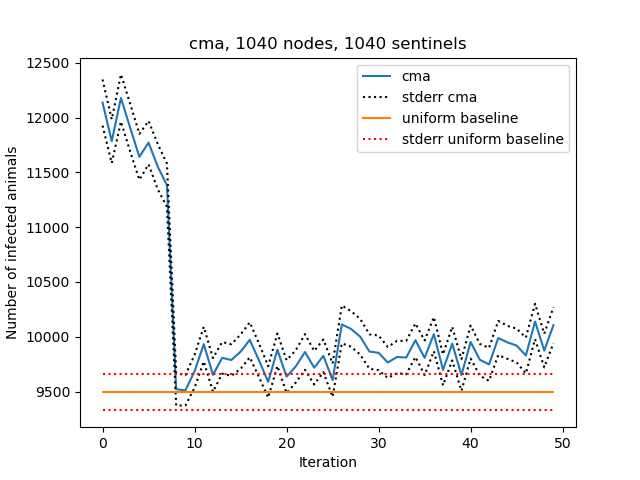 cma, 1040 nodes, 1040 sentinels
12500
12000
11500
11000
10500
10000
9500
Number of infected animals
cma
stderr cma
uniform baseline
stderr uniform baseline
0
10
20
30
40
50
Iteration